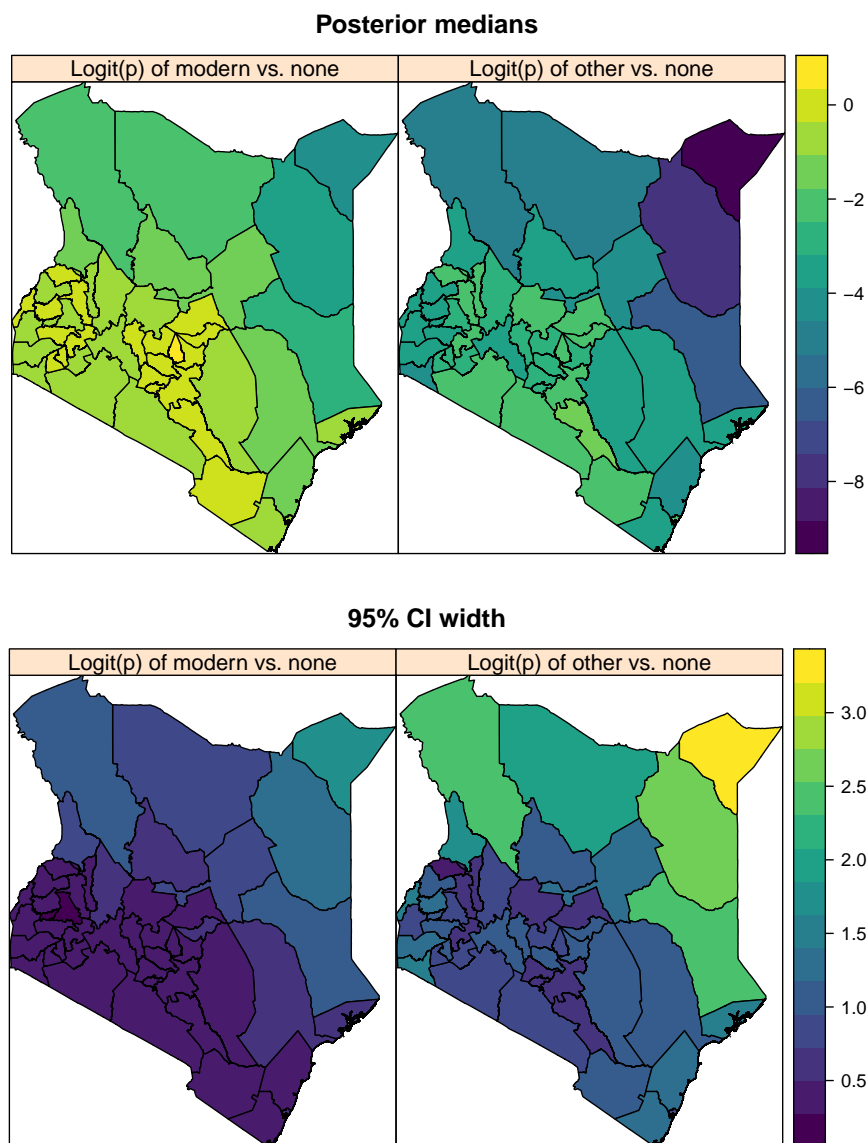 Posterior medians
Logit(p) of modern vs. none
Logit(p) of other vs. none
0
−2
−4
−6
−8
95% CI width
Logit(p) of modern vs. none
Logit(p) of other vs. none
3.0
2.5
2.0
1.5
1.0
0.5